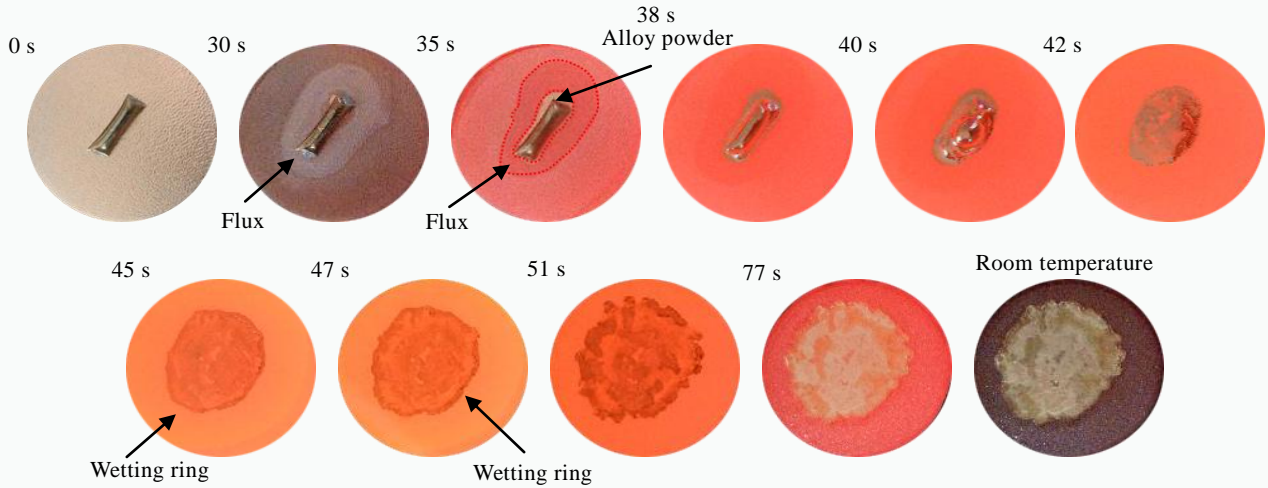 0 s
30 s
35 s
38 s
Alloy powder
40 s
42 s
Flux
Flux
45 s
47 s
51 s
77 s
Room temperature
Wetting ring
Wetting ring